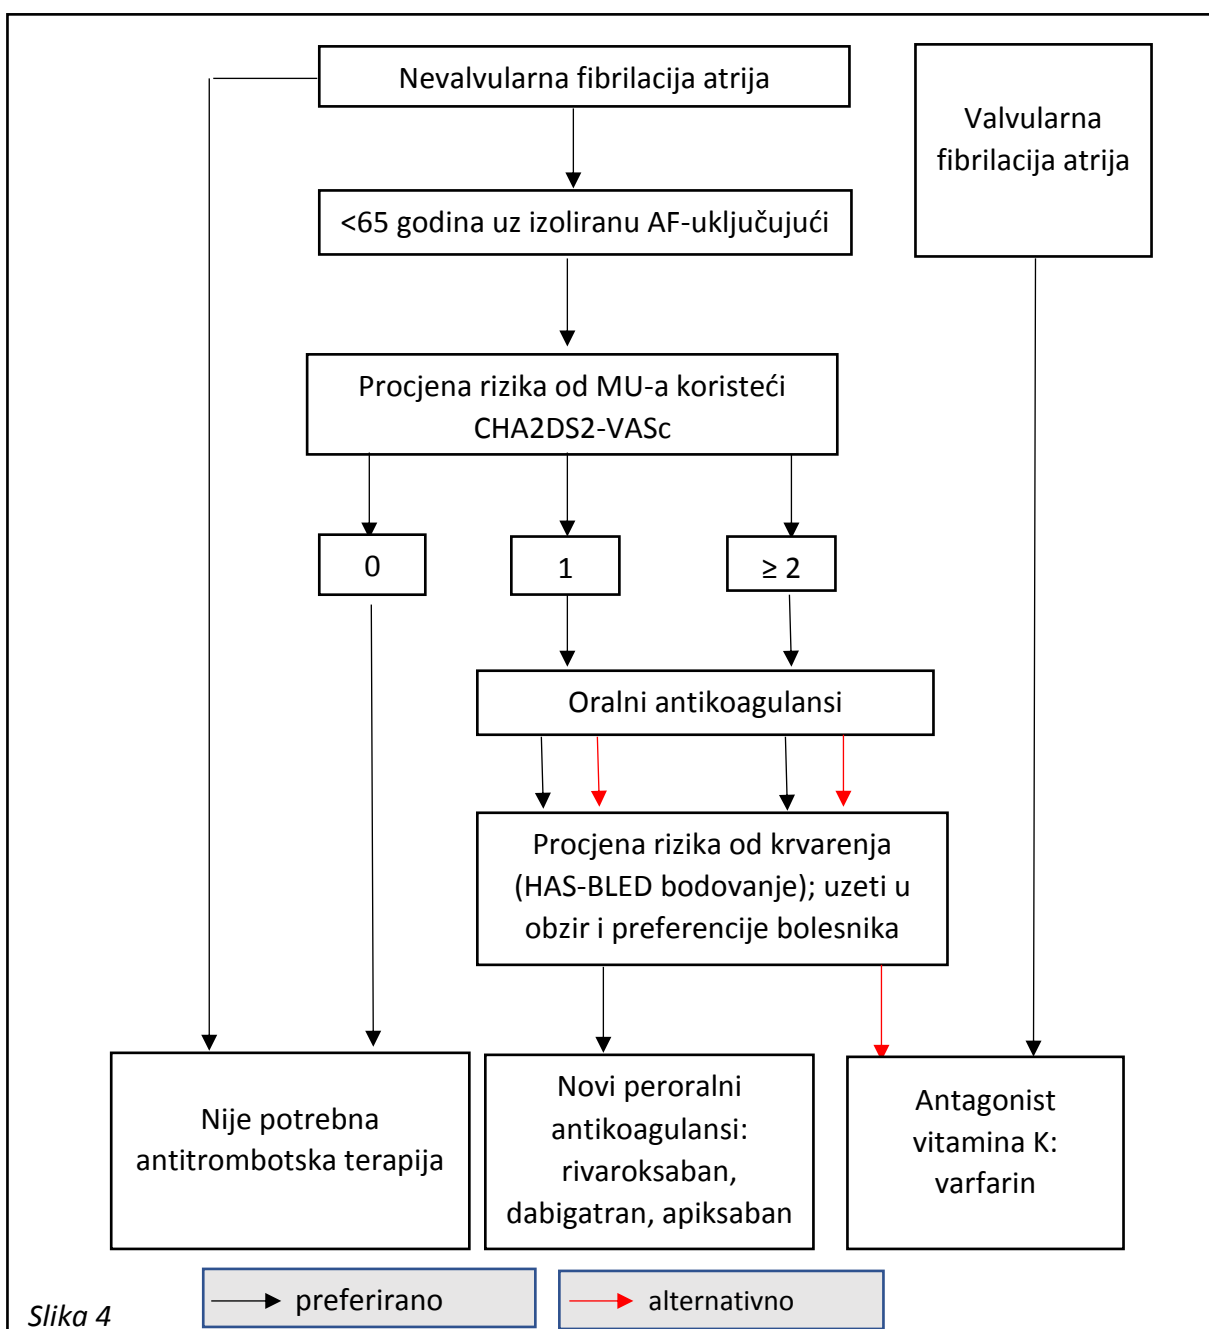 Nevalvularna fibrilacija atrija
Valvularna
fibrilacija atrija
<65 godina uz izoliranu AF-uključujući
Procjena rizika od MU-a koristeći
CHA2DS2-VASc
0
1
≥ 2
Oralni antikoagulansi
Procjena rizika od krvarenja
(HAS-BLED bodovanje); uzeti u
obzir i preferencije bolesnika
Nije potrebna
antitrombotska terapija
Novi peroralni
antikoagulansi:
rivaroksaban,
dabigatran, apiksaban
Antagonist
vitamina K:
varfarin
preferirano
alternativno
Slika 4